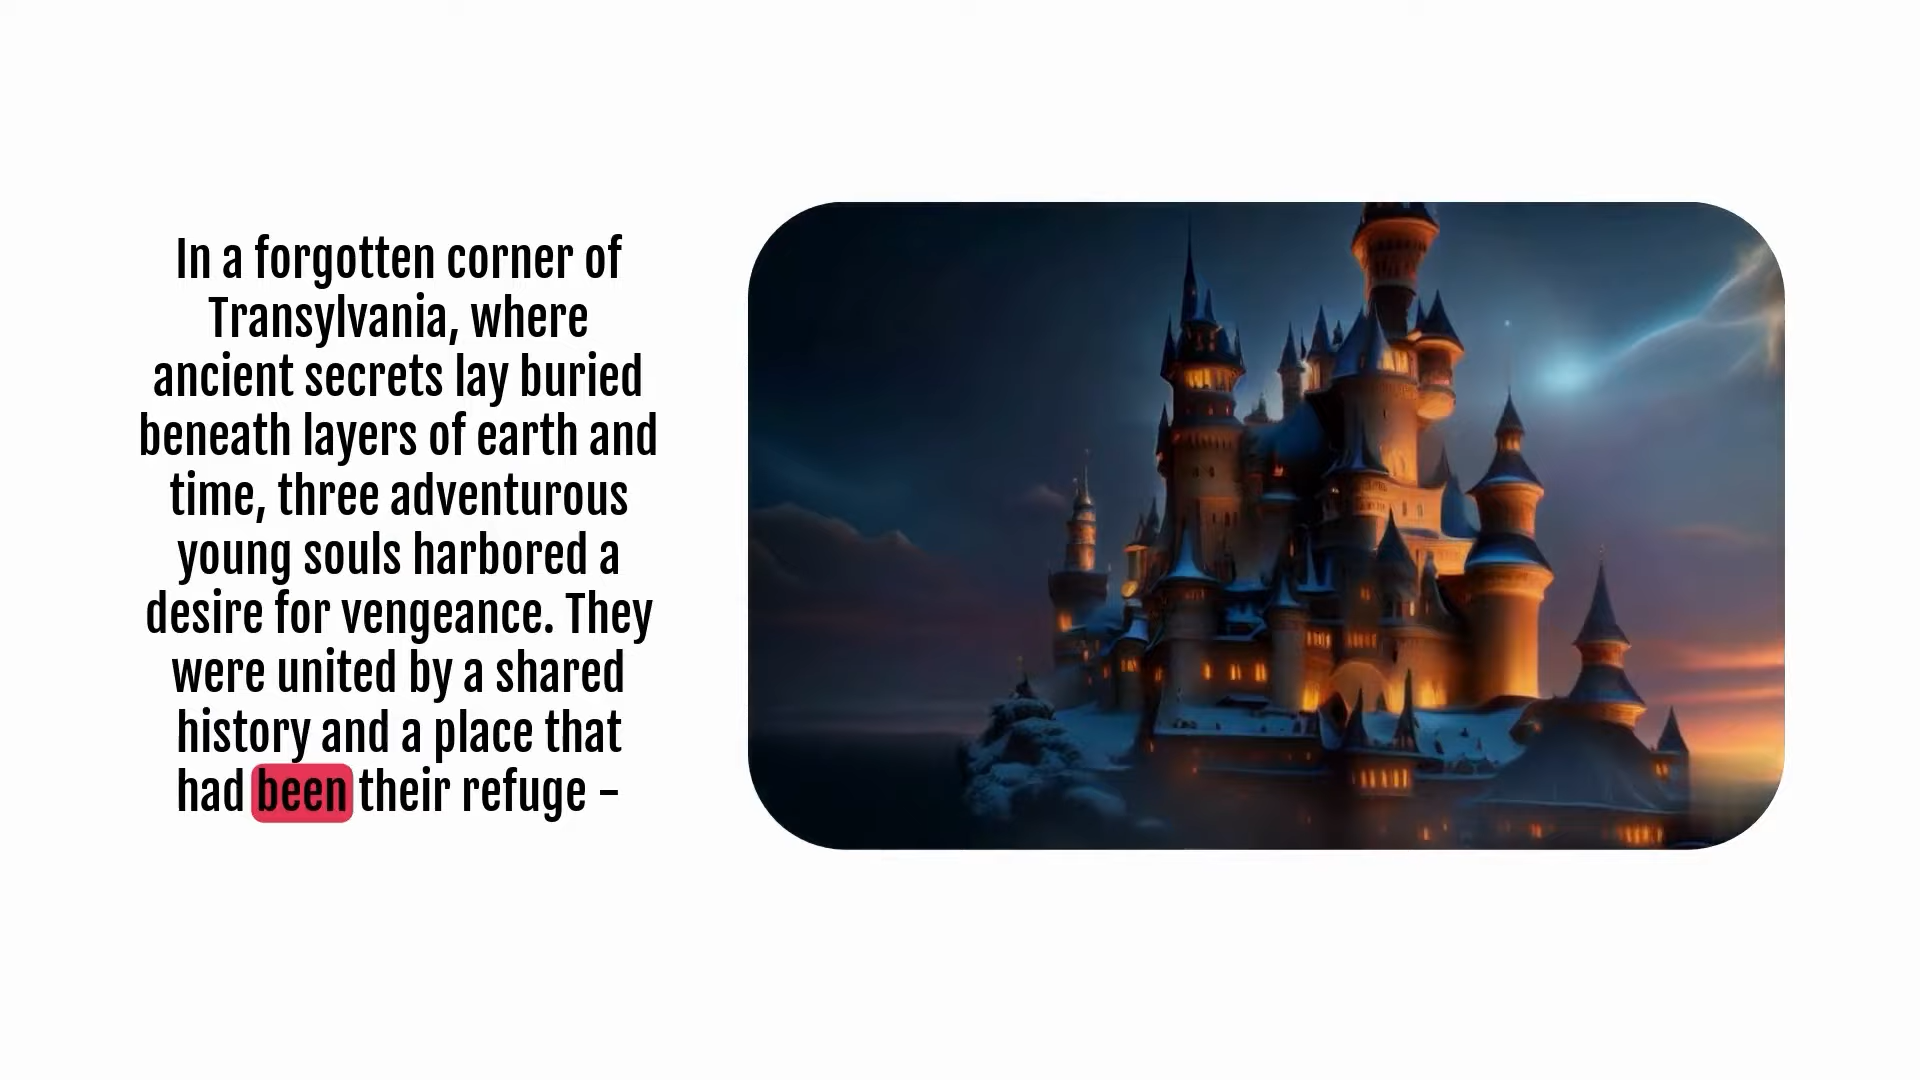 In a forgotten corner of
Transylvania, where
ancient secrets lay buried
beneath layers of earth and
time, three adventurous
young souls harbored a
desire for vengeance. They
were united by a shared
history and a place that
had been their refuge -